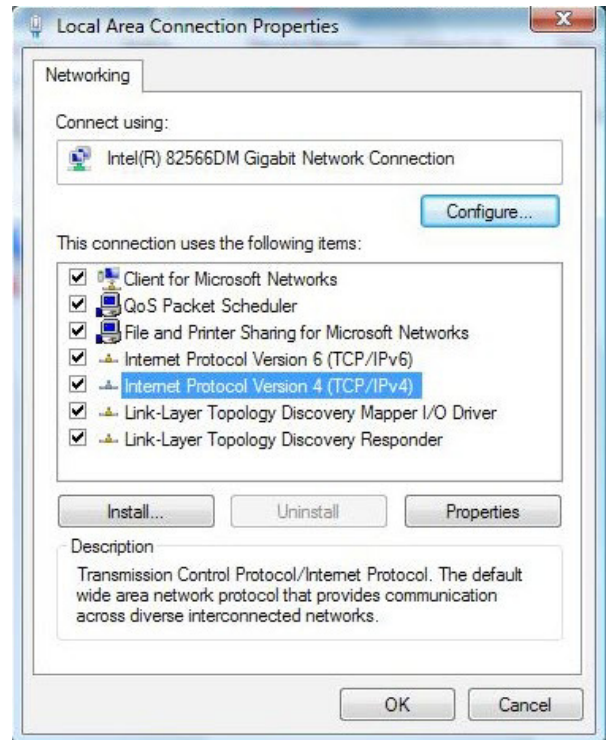 Local Area Connection Properties
Networking
Connect using:
Intel(R) 82566DM Gigabit Network Connection
Configure...
This connection uses the following items:
Client for Microsoft Networks
QoS Packet Scheduler
File and Printer Sharing for Microsoft Networks
Internet Protocol Version 6 (TCP/IPv6)
Internet Protocol Version 4 (TCP/IPv4)
Link-Layer Topology Discovery Mapper I/O Driver
Link-Layer Topology Discovery Responder
Install... Uninstall Properties
Description
Transmission Control Protocol/Internet Protocol. The default
wide area network protocol that provides communication
across diverse interconnected networks.
OK Cancel